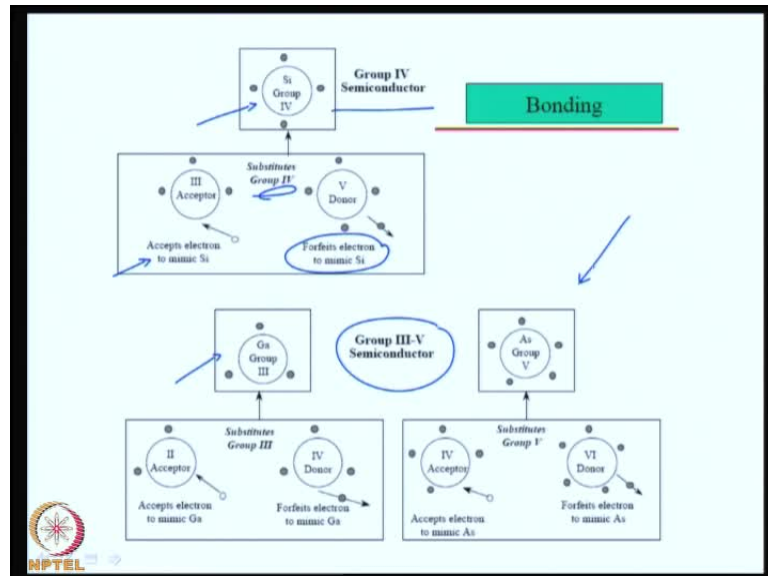 Si
Group
IV
Group IV
Semiconductor
Bonding
Substitutes
Group IV
III
Acceptor
V
Donor
Accepts electron
to mimic Si
Forfeits electron
to mimic Si
Ga
Group
III
Group III-V
Semiconductor
As
Group
V
Substitutes
Group III
II
Acceptor
IV
Donor
Accepts electron
to mimic Ga
Forfeits electron
to mimic Ga
Substitutes
Group V
IV
Acceptor
VI
Donor
Accepts electron
to mimic As
Forfeits electron
to mimic As
NPTEL